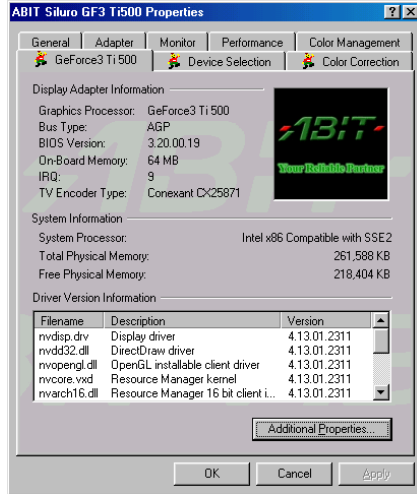 ABIT Siluro GF3 Ti500 Properties
General Adapter Monitor Performance Color Management
GeForce3 Ti 500 Device Selection Color Correction
Display Adapter Information
Graphics Processor: GeForce3 Ti 500
Bus Type: AGP
BIOS Version: 3.20.00.19
On-Board Memory: 64 MB
IRQ: 9
TV Encoder Type: Conexant CX25871
ABIT
Your Reliable Partner
System Information
System Processor: Intel x86 Compatible with SSE2
Total Physical Memory: 261,588 KB
Free Physical Memory: 218,404 KB
Driver Version Information
Filename Description Version
nvdisp.drv Display driver 4.13.01.2311
nvdd32.dll DirectDraw driver 4.13.01.2311
nvopengl.dll OpenGL installable client driver 4.13.01.2311
nvcore.vxd Resource Manager kernel 4.13.01.2311
nvarch16.dll Resource Manager 16 bit client i... 4.13.01.2311
Additional Properties...
OK Cancel Apply